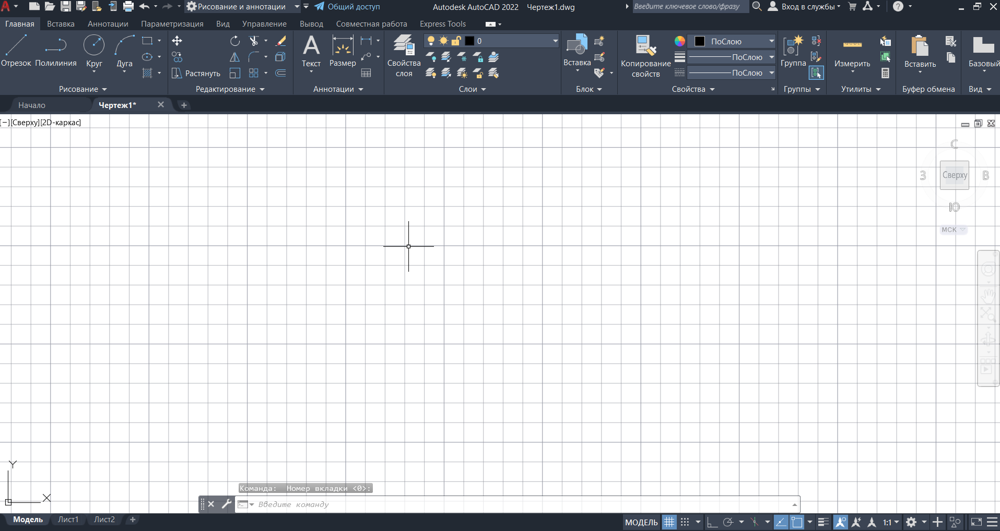 Рисование и аннотации
Общий доступ
Autodesk AutoCAD 2022 Чертеж1.dwg
Введите ключевое слово/фразу
Вход в службы
?
Главная Вставка Аннотации Параметризация Вид Управление Вывод Совместная работа Express Tools
Отрезок Полилиния Круг Дуга
Рисование
Растянуть
Редактирование
Текст Размер
Аннотации
Свойства слоя
0
Слои
Вставка
Блок
Копирование свойств
ПоСлою
ПоСлою
ПоСлою
Свойства
Группа
Группы
Измерить
Утилиты
Вставить
Буфер обмена
Базовый
Вид
Начало
Чертеж1*
[−][Сверху][2D-каркас]
С
З Сверху В
Ю
МСК
Y
X
Команда: Номер вкладки <0>:
Введите команду
Модель Лист1 Лист2
МОДЕЛЬ
1:1